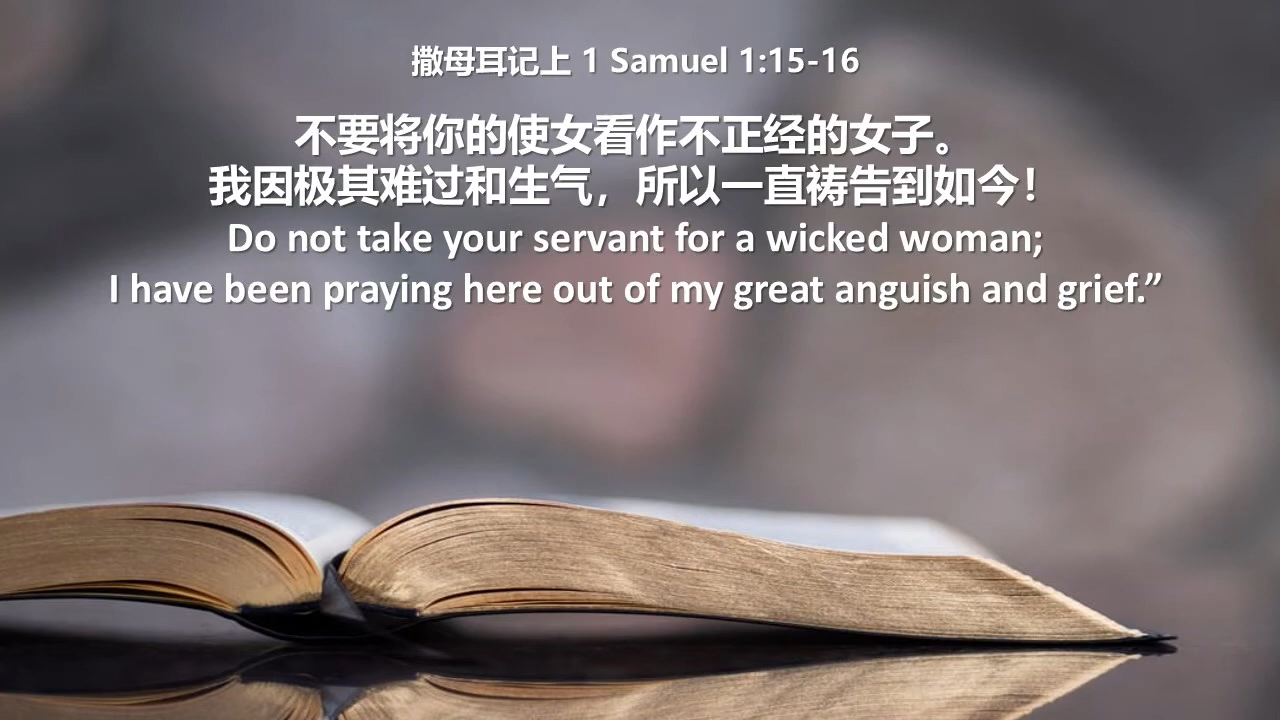 撒母耳记上 1 Samuel 1:15-16
不要将你的使女看作不正经的女子。
我因极其难过和生气，所以一直祷告到如今！
Do not take your servant for a wicked woman;
I have been praying here out of my great anguish and grief.”